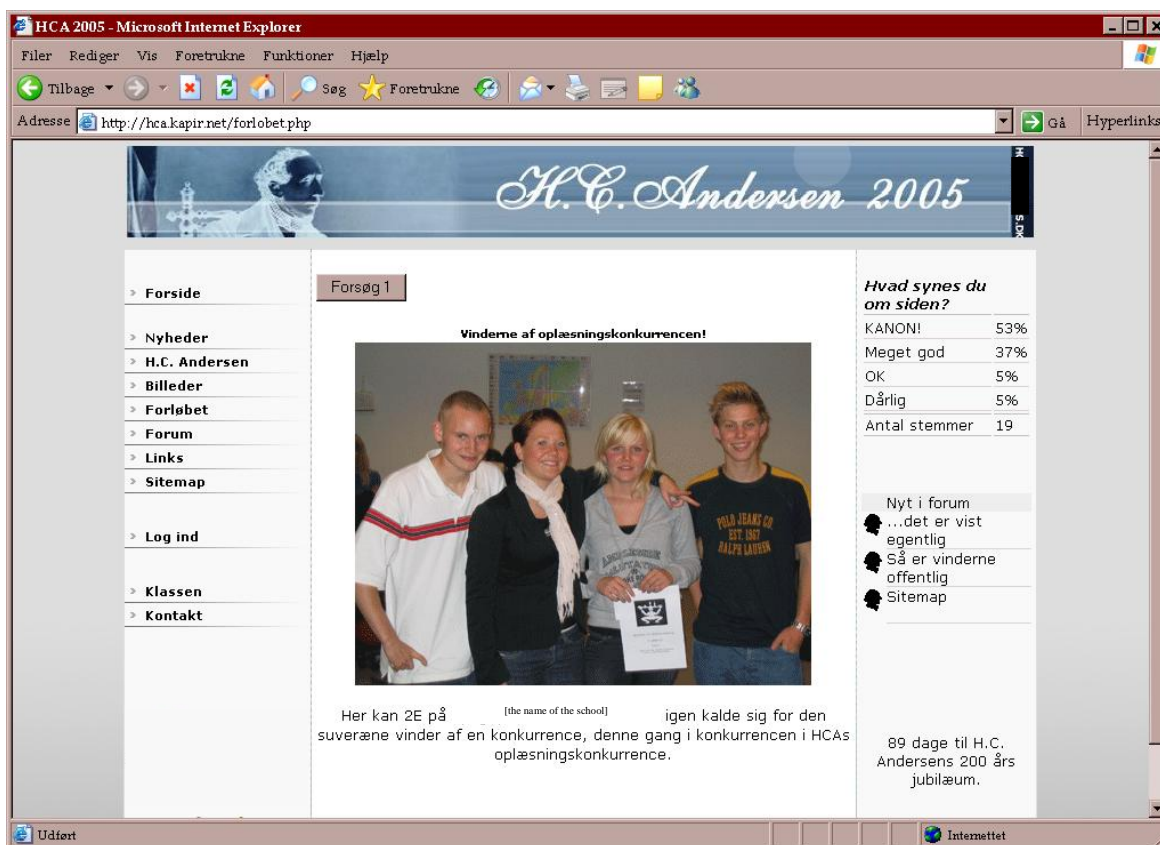 HCA 2005 - Microsoft Internet Explorer
Filer Rediger Vis Foretrukne Funktioner Hjælp
Tilbage Søg Foretrukne
Adresse http://hca.kapir.net/forlobet.php Gå Hyperlinks
H.C. Andersen 2005
S.DK
Forside
Nyheder
H.C. Andersen
Billeder
Forløbet
Forum
Links
Sitemap
Log ind
Klassen
Kontakt
Forsøg 1
Vinderne af oplæsningskonkurrencen!
POLO JEANS CO.
EST. 1967
RALPH LAUREN
Her kan 2E på [the name of the school] igen kalde sig for den
suveræne vinder af en konkurrence, denne gang i konkurrencen i HCAs
oplæsningskonkurrence.
Hvad synes du
om siden?
KANON! 53%
Meget god 37%
OK 5%
Dårlig 5%
Antal stemmer 19
Nyt i forum
...det er vist
egentlig
Så er vinderne
offentlig
Sitemap
89 dage til H.C.
Andersens 200 års
jubilæum.
Udført
Internettet